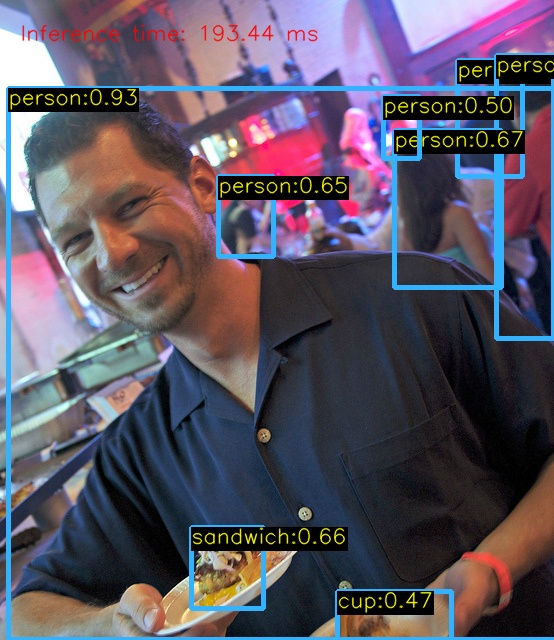 Inference time: 193.44 ms
perso
per
person:0.93
person:0.50
person:0.67
person:0.65
sandwich:0.66
cup:0.47